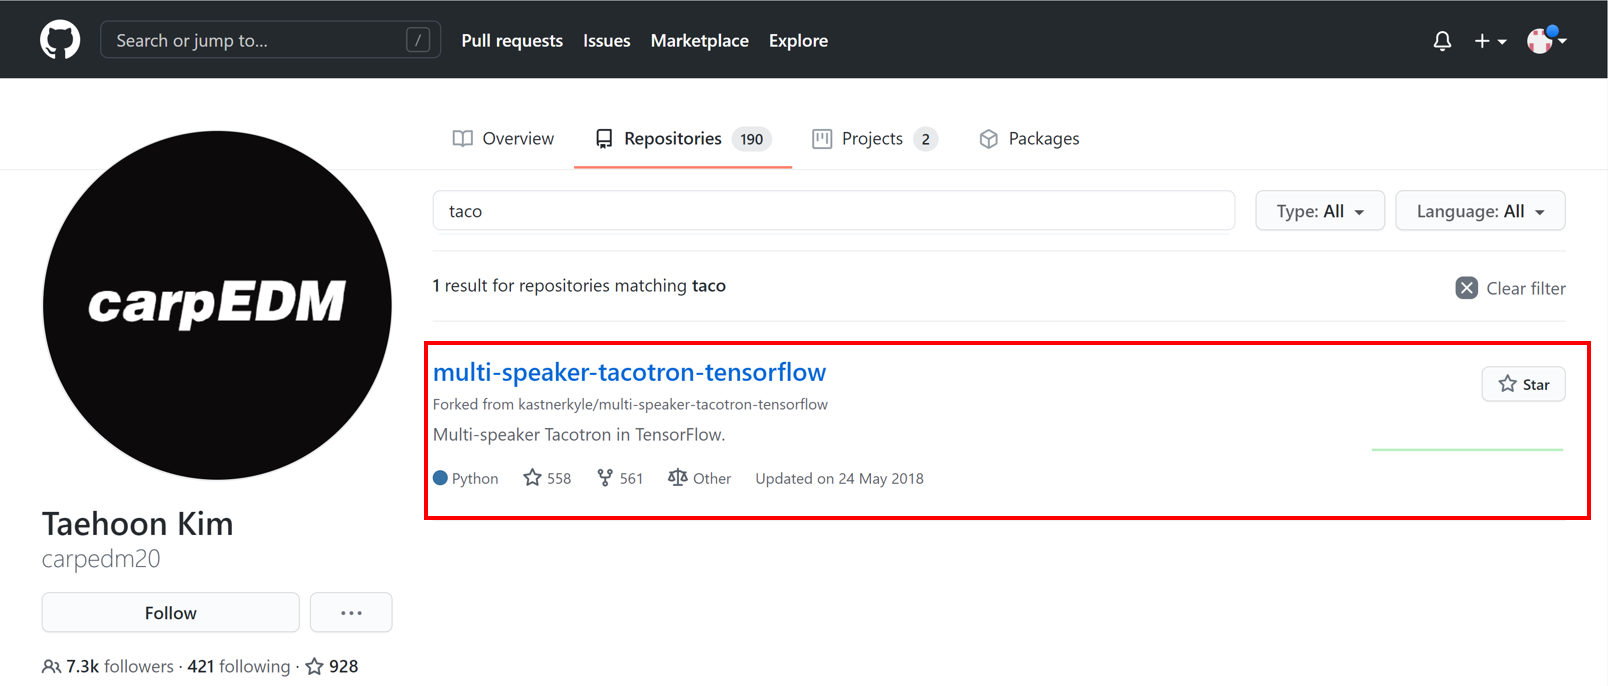 Search or jump to... /
Pull requests Issues Marketplace Explore
Overview Repositories 190 Projects 2 Packages
carpEDM
Taehoon Kim
carpedm20
Follow ...
7.3k followers · 421 following · 928
taco
Type: All Language: All
1 result for repositories matching taco
Clear filter
multi-speaker-tacotron-tensorflow
Star
Forked from kastnerkyle/multi-speaker-tacotron-tensorflow
Multi-speaker Tacotron in TensorFlow.
Python 558 561 Other Updated on 24 May 2018